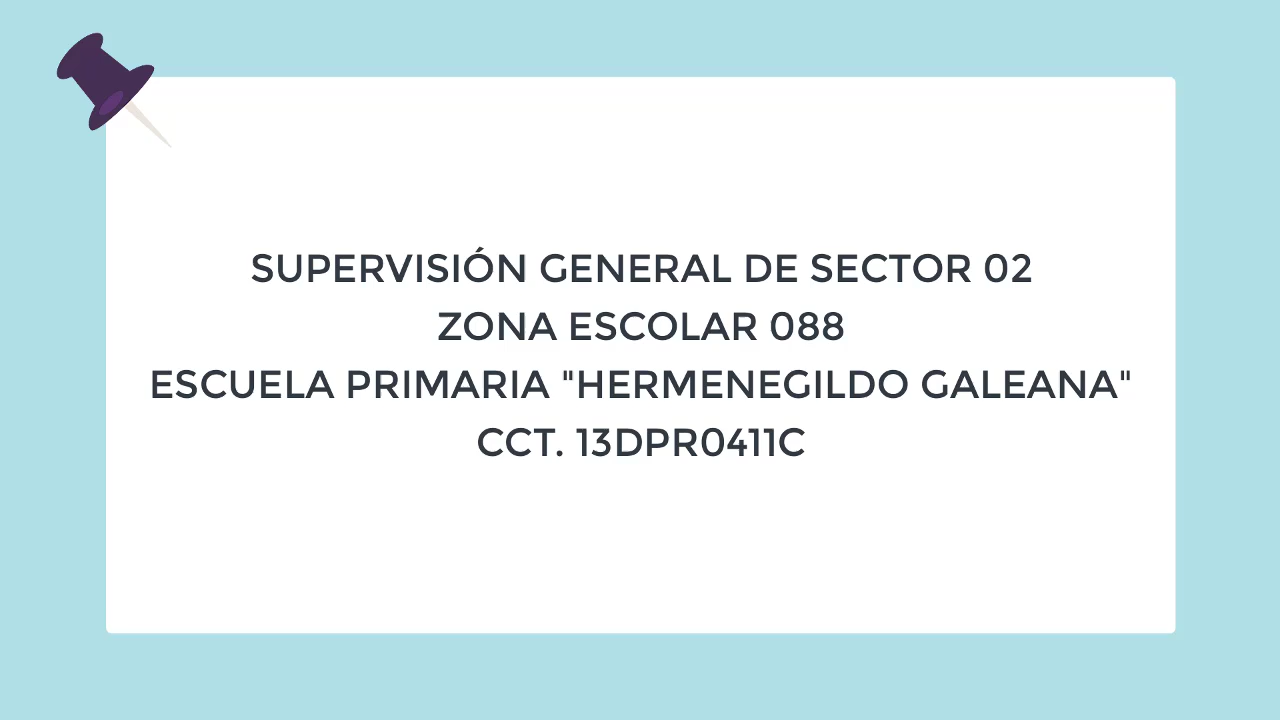 SUPERVISIÓN GENERAL DE SECTOR 02
ZONA ESCOLAR 088
ESCUELA PRIMARIA "HERMENEGILDO GALEANA"
CCT. 13DPR0411C